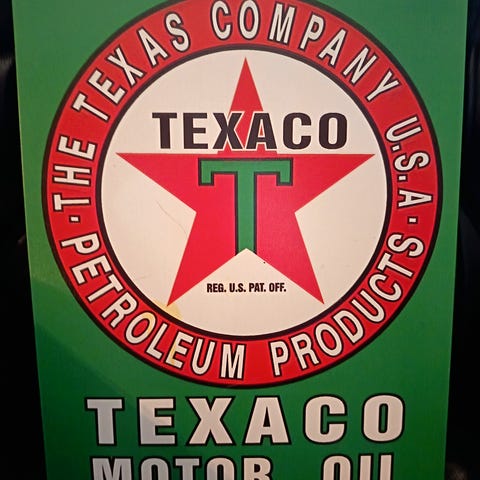 ·THE TEXAS COMPANY U.S.A·
TEXACO
T
REG. U.S. PAT. OFF.
PETROLEUM PRODUCTS
TEXACO
MOTOR OIL